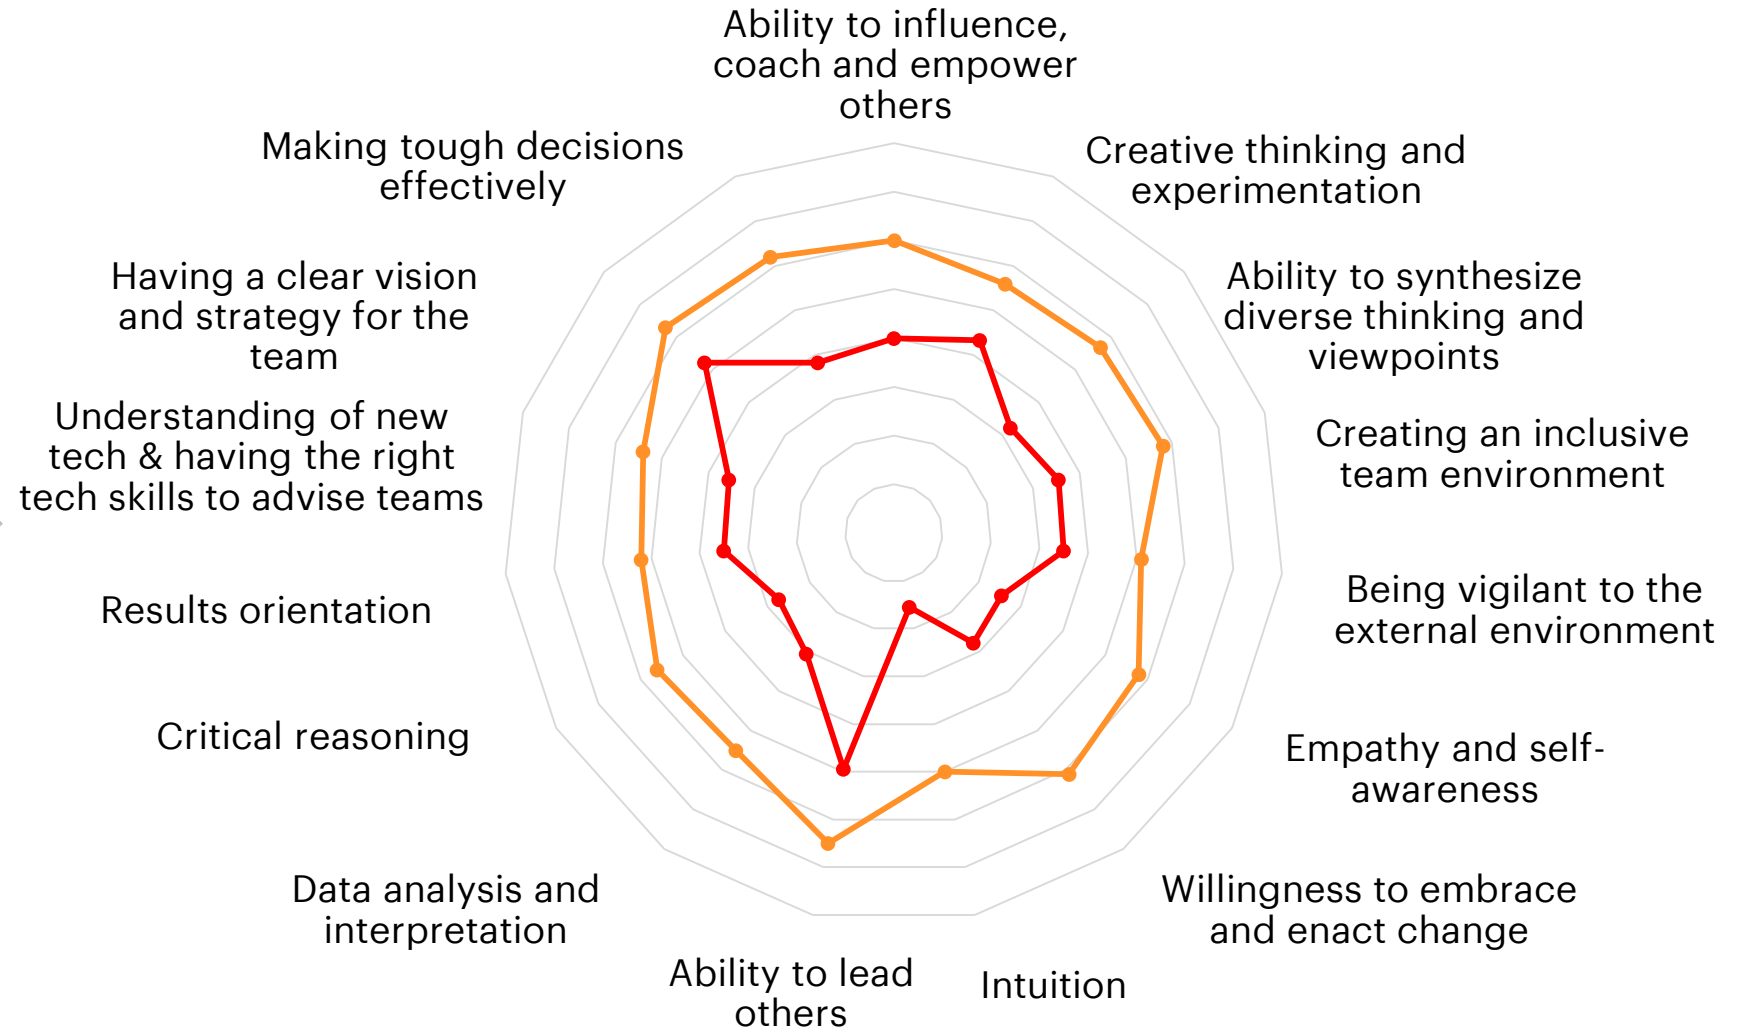 Ability to influence,
coach and empower
others
Creative thinking and
experimentation
Ability to synthesize
diverse thinking and
viewpoints
Creating an inclusive
team environment
Being vigilant to the
external environment
Empathy and self-
awareness
Willingness to embrace
and enact change
Intuition
Ability to lead
others
Data analysis and
interpretation
Critical reasoning
Results orientation
Understanding of new
tech & having the right
tech skills to advise teams
Having a clear vision
and strategy for the
team
Making tough decisions
effectively